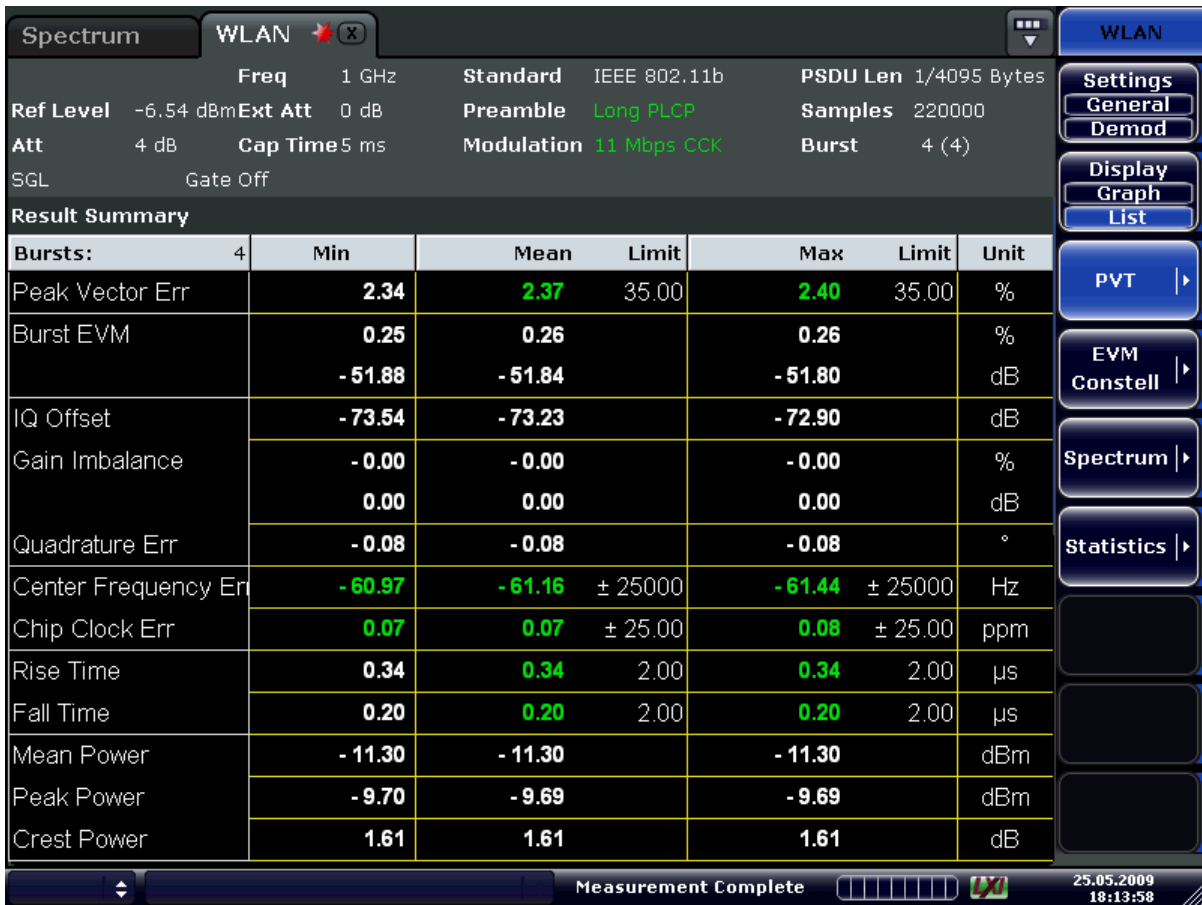 Spectrum WLAN X WLAN
Freq 1 GHz Standard IEEE 802.11b PSDU Len 1/4095 Bytes
Ref Level -6.54 dBm Ext Att 0 dB Preamble Long PLCP Samples 220000
Att 4 dB Cap Time 5 ms Modulation 11 Mbps CCK Burst 4 (4)
SGL Gate Off
Result Summary
Bursts: 4 Min Mean Limit Max Limit Unit
Peak Vector Err 2.34 2.37 35.00 2.40 35.00 %
Burst EVM 0.25 0.26 0.26 %
- 51.88 - 51.84 - 51.80 dB
IQ Offset - 73.54 - 73.23 - 72.90 dB
Gain Imbalance - 0.00 - 0.00 - 0.00 %
0.00 0.00 0.00 dB
Quadrature Err - 0.08 - 0.08 - 0.08 °
Center Frequency Err - 60.97 - 61.16 ± 25000 - 61.44 ± 25000 Hz
Chip Clock Err 0.07 0.07 ± 25.00 0.08 ± 25.00 ppm
Rise Time 0.34 0.34 2.00 0.34 2.00 µs
Fall Time 0.20 0.20 2.00 0.20 2.00 µs
Mean Power - 11.30 - 11.30 - 11.30 dBm
Peak Power - 9.70 - 9.69 - 9.69 dBm
Crest Power 1.61 1.61 1.61 dB
Settings
General
Demod
Display
Graph
List
PVT
EVM
Constell
Spectrum
Statistics
Measurement Complete LXI 25.05.2009
18:13:58